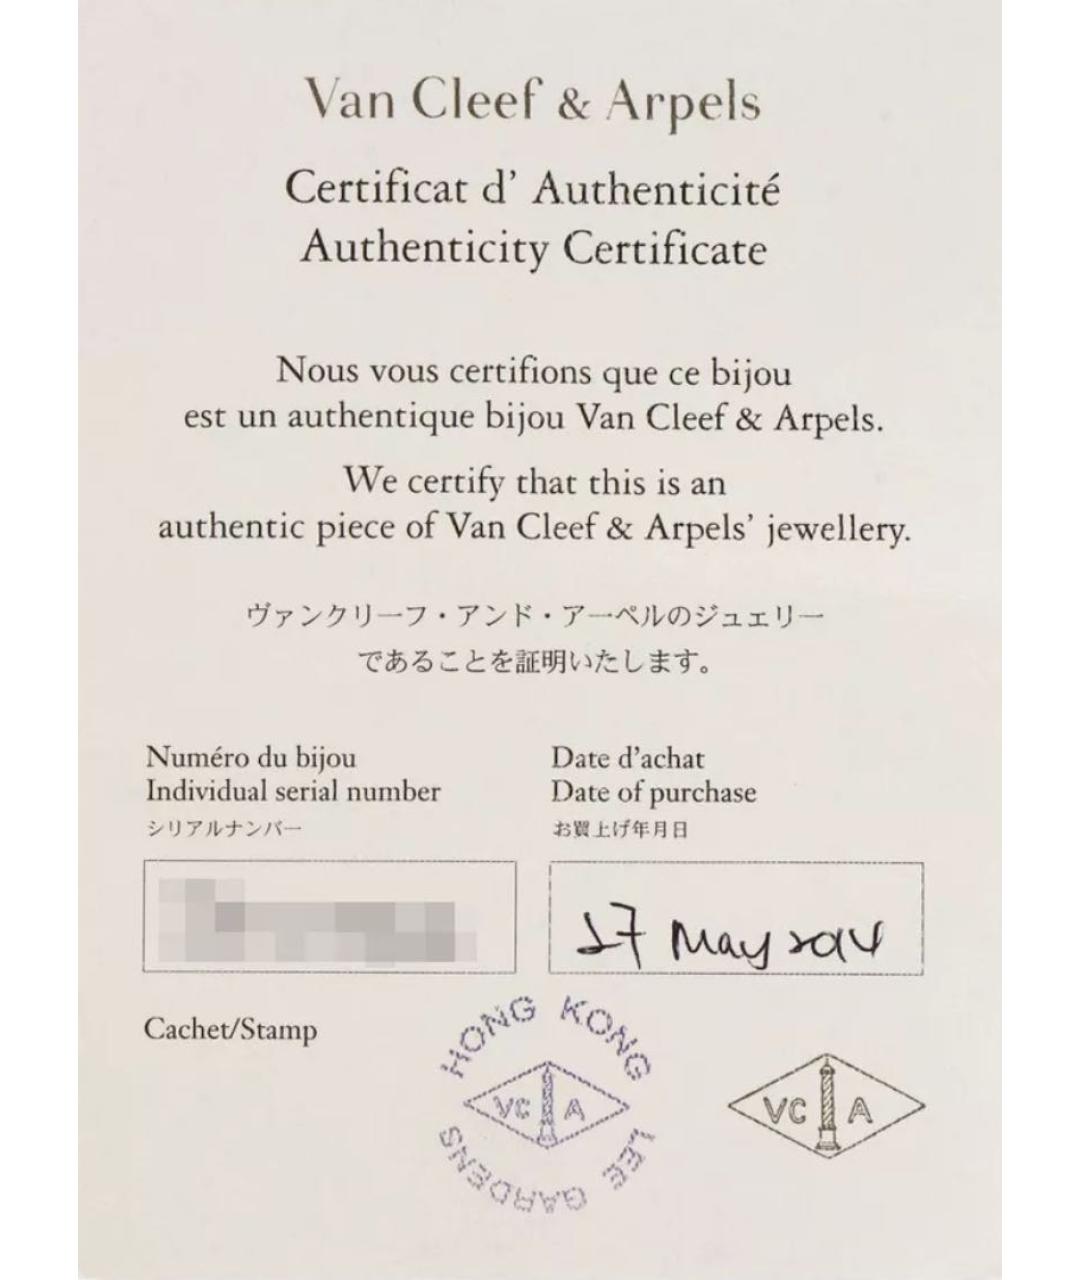 Van Cleef & Arpels
Certificat d' Authenticité
Authenticity Certificate
Nous vous certifions que ce bijou
est un authentique bijou Van Cleef & Arpels.
We certify that this is an
authentic piece of Van Cleef & Arpels' jewellery.
ヴァンクリーフ・アンド・アーペルのジュエリー
であることを証明いたします。
Numéro du bijou
Individual serial number
シリアルナンバー
Date d'achat
Date of purchase
お買上げ年月日
27 May 2014
Cachet/Stamp
HONG KONG
VC A
LEE GARDENS
VC A